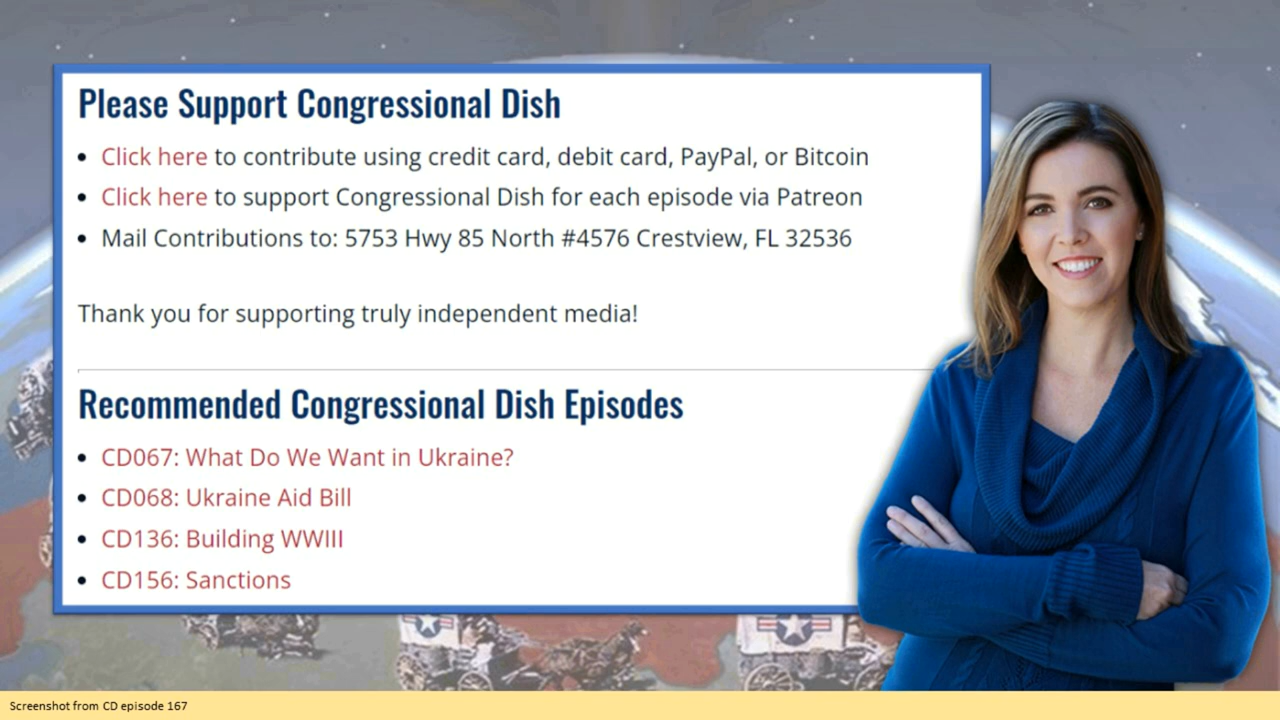 Please Support Congressional Dish
Click here to contribute using credit card, debit card, PayPal, or Bitcoin
Click here to support Congressional Dish for each episode via Patreon
Mail Contributions to: 5753 Hwy 85 North #4576 Crestview, FL 32536
Thank you for supporting truly independent media!
Recommended Congressional Dish Episodes
CD067: What Do We Want in Ukraine?
CD068: Ukraine Aid Bill
CD136: Building WWIII
CD156: Sanctions
Screenshot from CD episode 167